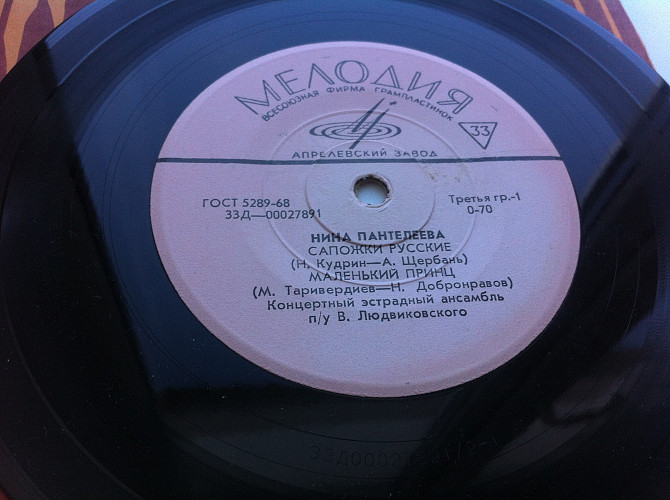 МЕЛОДИЯ
ВСЕСОЮЗНАЯ ФИРМА ГРАМПЛАСТИНОК
33
АПРЕЛЕВСКИЙ ЗАВОД
ГОСТ 5289-68
33Д—00027891
Третья гр.-1
0-70
НИНА ПАНТЕЛЕЕВА
САПОЖКИ РУССКИЕ
(Н. Кудрин—А. Щербань)
МАЛЕНЬКИЙ ПРИНЦ
(М. Таривердиев—Н. Добронравов)
Концертный эстрадный ансамбль
п/у В. Людвиковского